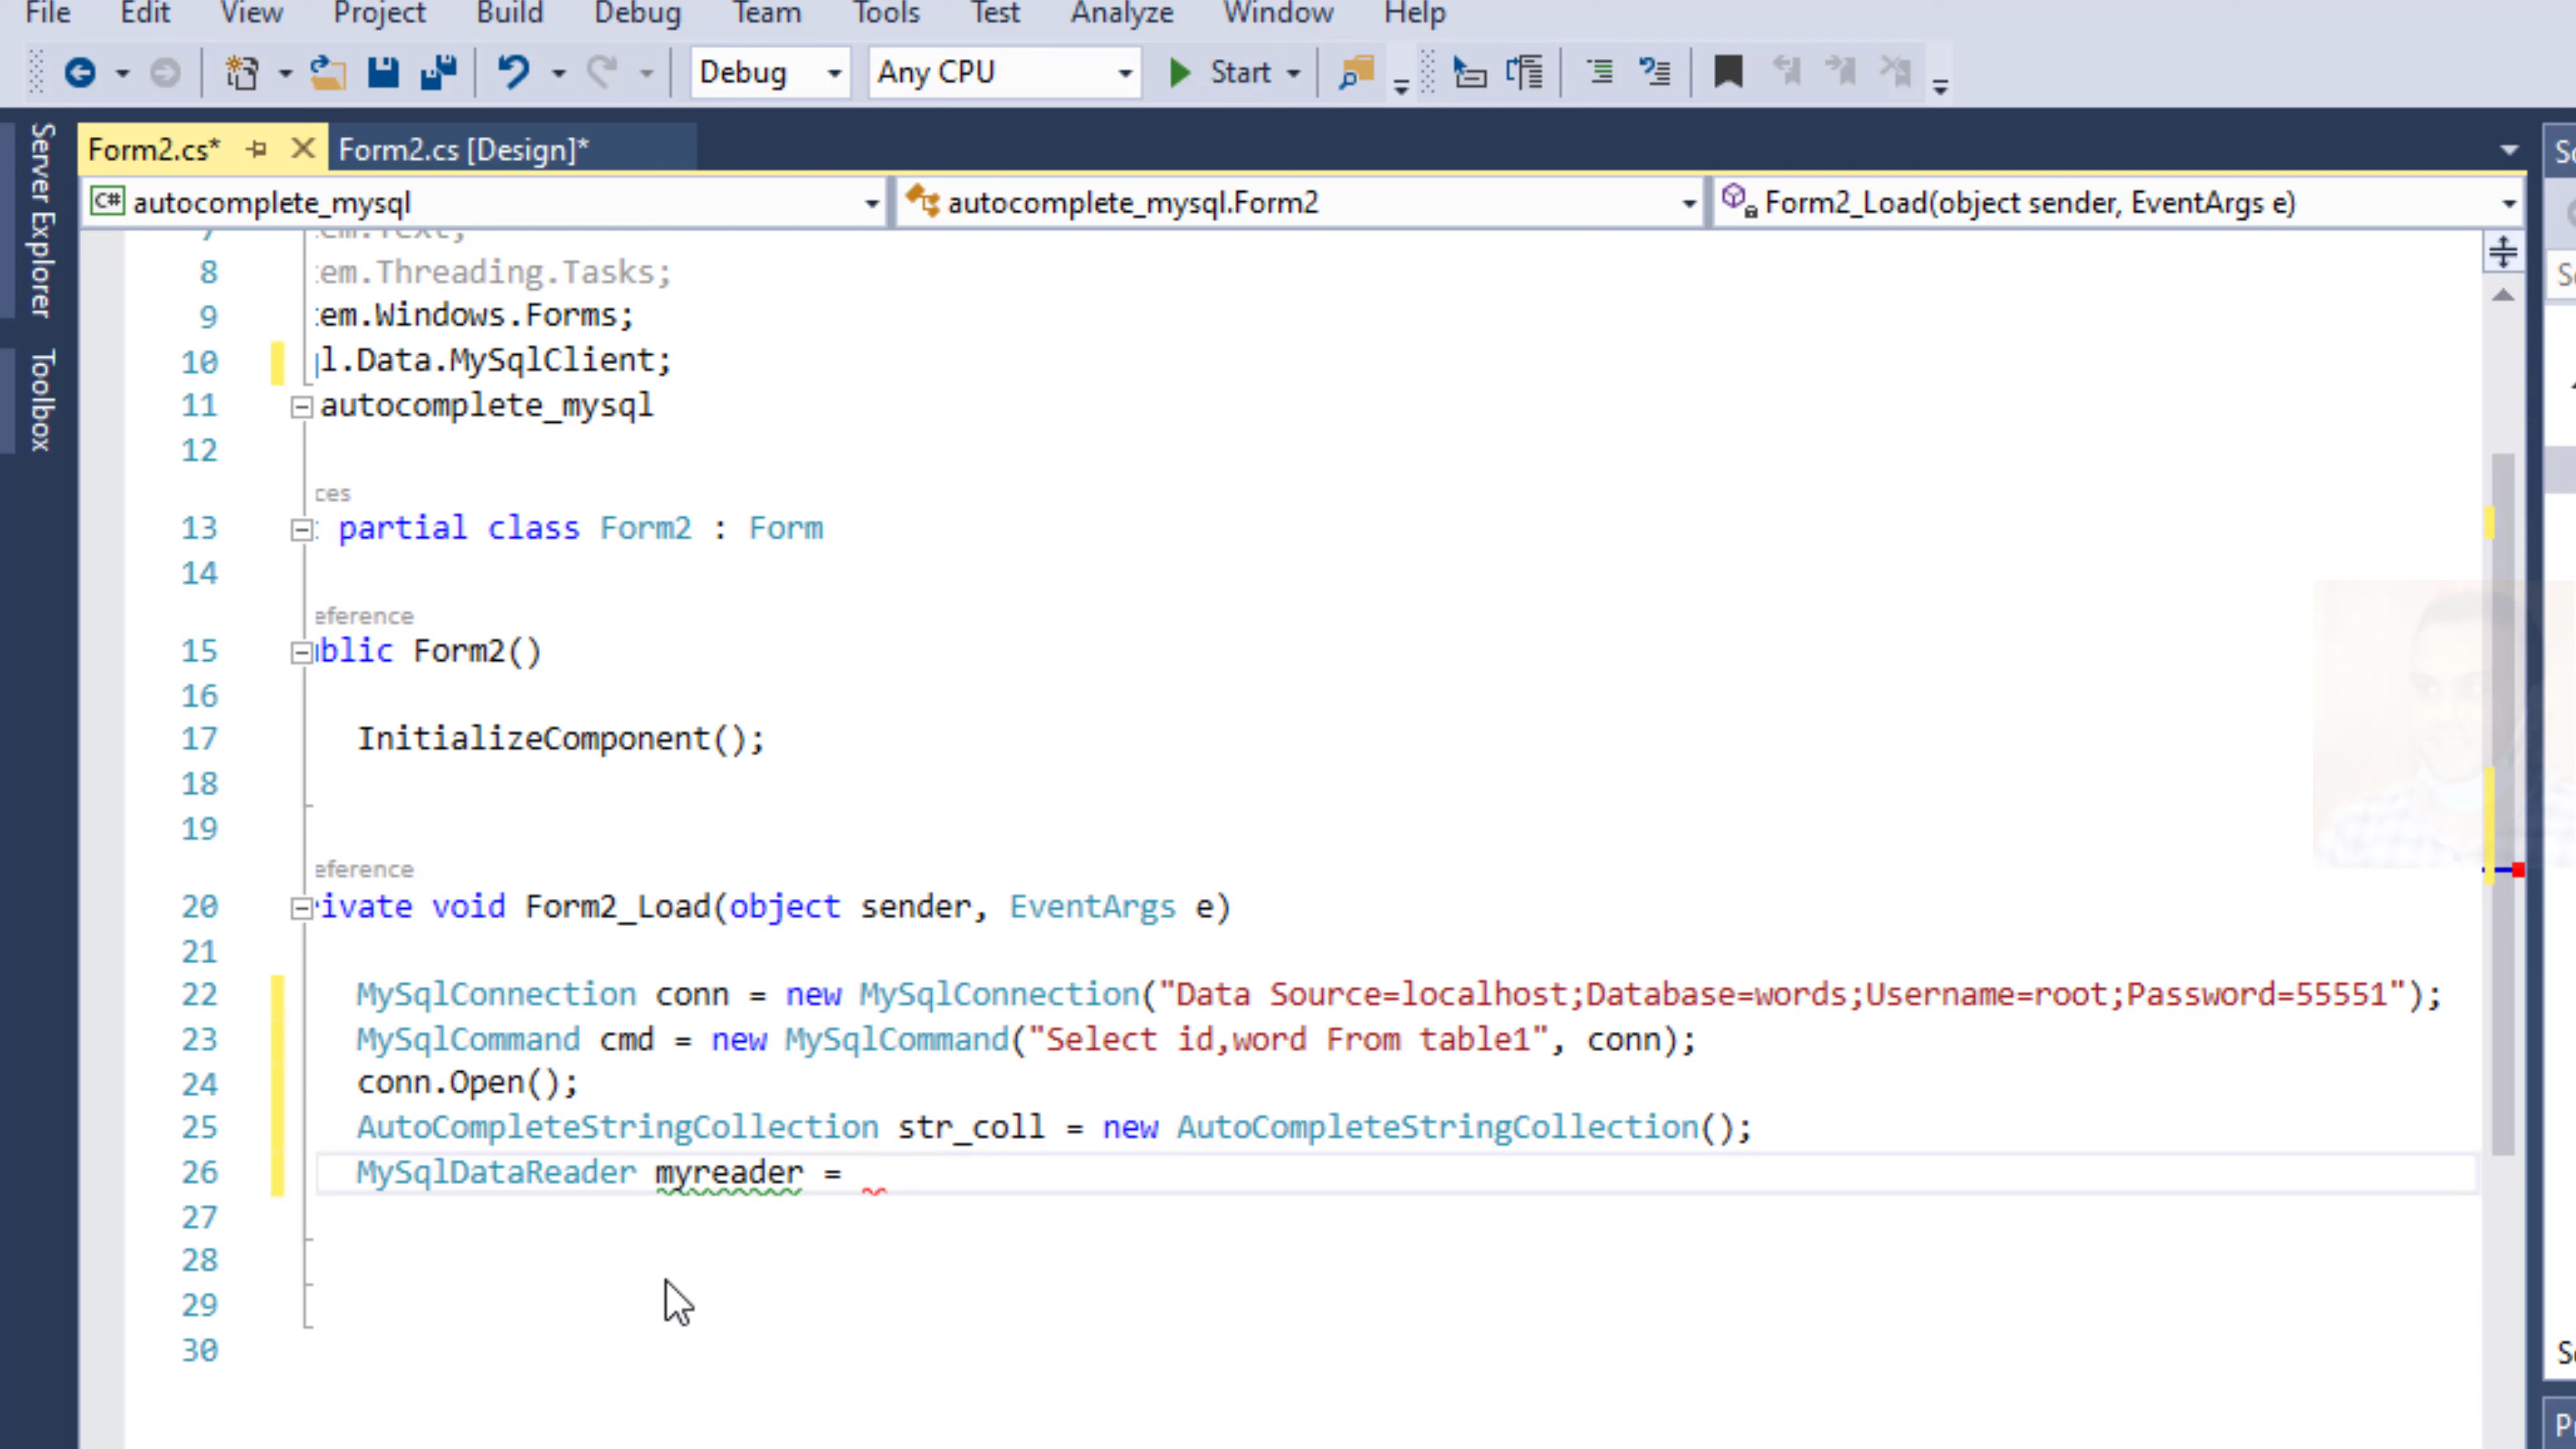 File Edit View Project Build Debug Team Tools Test Analyze Window Help
Debug Any CPU Start
Server Explorer
Toolbox
Form2.cs* Form2.cs [Design]*
C# autocomplete_mysql autocomplete_mysql.Form2 Form2_Load(object sender, EventArgs e)
8 em.Threading.Tasks;
9 em.Windows.Forms;
10 l.Data.MySqlClient;
11 autocomplete_mysql
12
ces
13 partial class Form2 : Form
14
eference
15 blic Form2()
16
17 InitializeComponent();
18
19
eference
20 ivate void Form2_Load(object sender, EventArgs e)
21
22 MySqlConnection conn = new MySqlConnection("Data Source=localhost;Database=words;Username=root;Password=55551");
23 MySqlCommand cmd = new MySqlCommand("Select id,word From table1", conn);
24 conn.Open();
25 AutoCompleteStringCollection str_coll = new AutoCompleteStringCollection();
26 MySqlDataReader myreader =
27
28
29
30